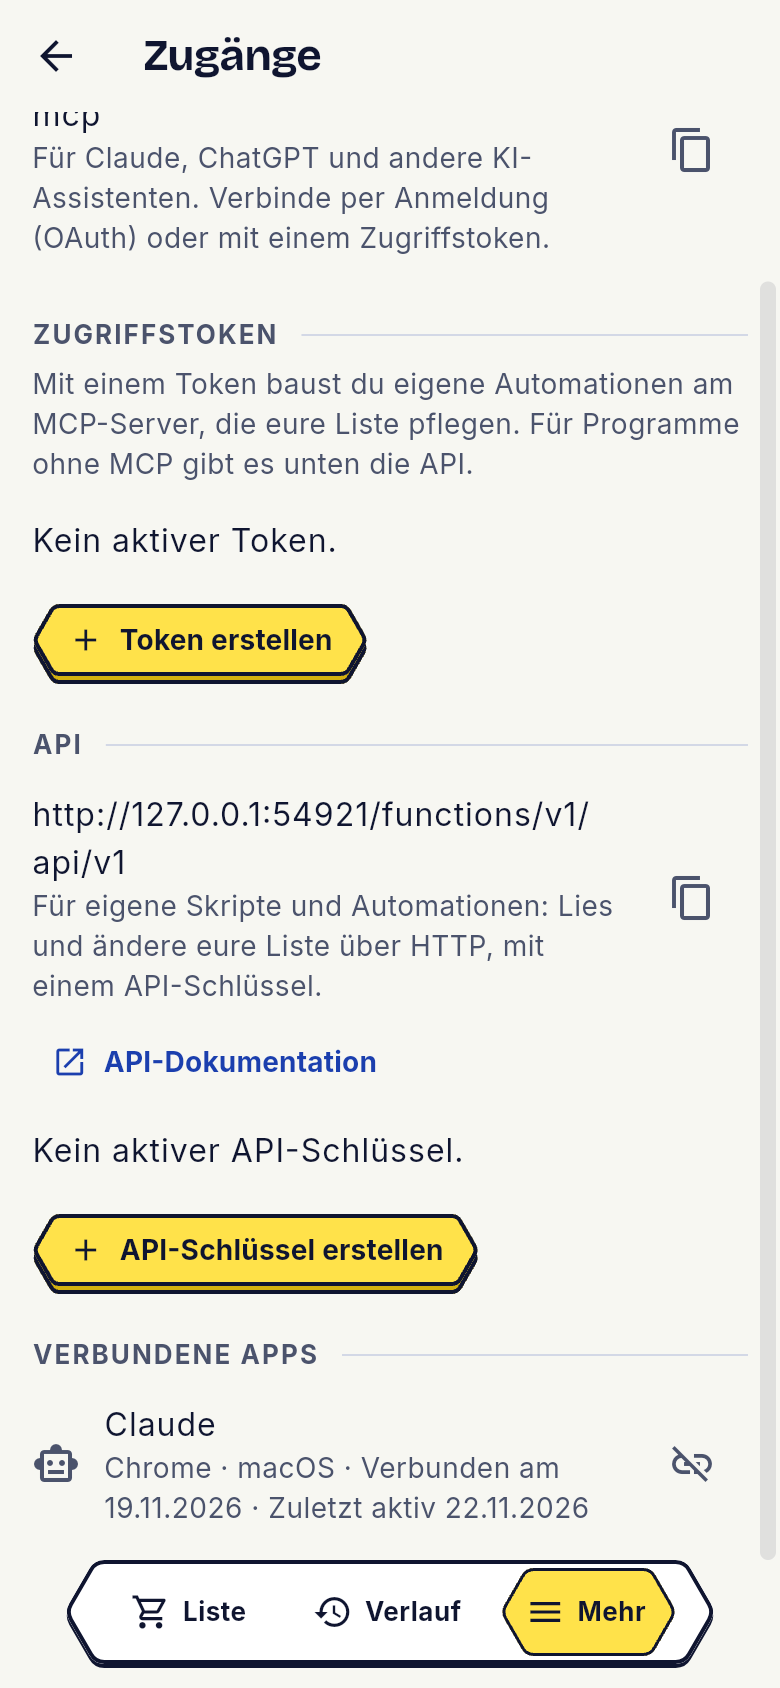 Zugänge
mcp
Für Claude, ChatGPT und andere KI-
Assistenten. Verbinde per Anmeldung
(OAuth) oder mit einem Zugriffstoken.
ZUGRIFFSTOKEN
Mit einem Token baust du eigene Automationen am
MCP-Server, die eure Liste pflegen. Für Programme
ohne MCP gibt es unten die API.
Kein aktiver Token.
Token erstellen
API
http://127.0.0.1:54921/functions/v1/
api/v1
Für eigene Skripte und Automationen: Lies
und ändere eure Liste über HTTP, mit
einem API-Schlüssel.
API-Dokumentation
Kein aktiver API-Schlüssel.
API-Schlüssel erstellen
VERBUNDENE APPS
Claude
Chrome · macOS · Verbunden am
19.11.2026 · Zuletzt aktiv 22.11.2026
Liste
Verlauf
Mehr